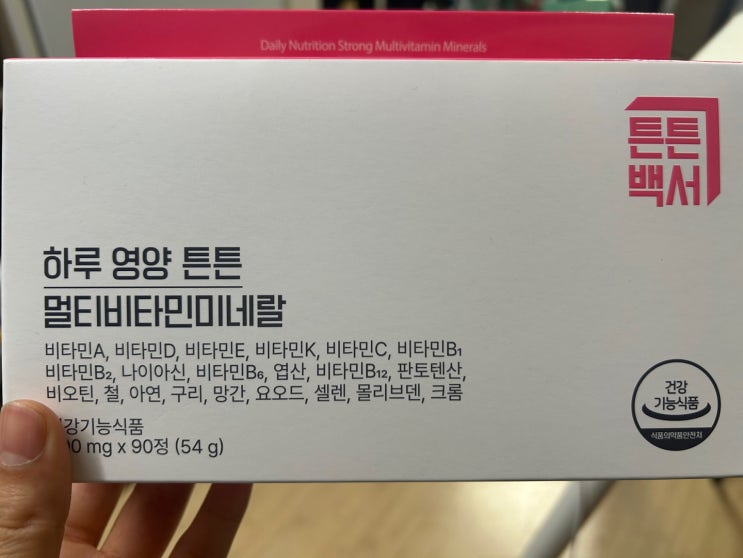 Daily Nutrition Strong Multivitamin Minerals
튼튼
백서
하루 영양 튼튼
멀티비타민미네랄
비타민A, 비타민D, 비타민E, 비타민K, 비타민C, 비타민B₁
비타민B₂, 나이아신, 비타민B₆, 엽산, 비타민B₁₂, 판토텐산,
비오틴, 철, 아연, 구리, 망간, 요오드, 셀렌, 몰리브덴, 크롬
mg x 90정 (54 g)
건강
기능식품
식품의약품안전처